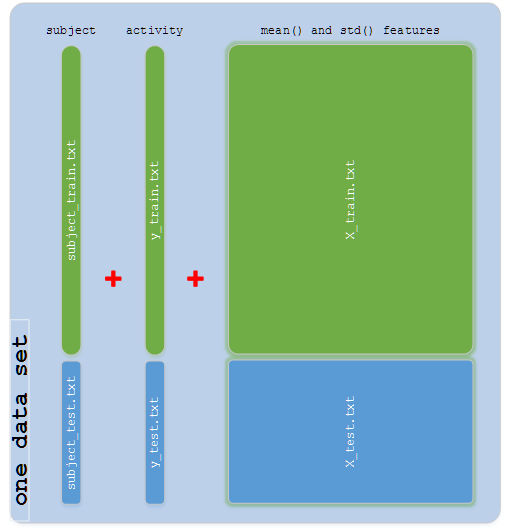 subject
activity
mean() and std() features
subject_train.txt
y_train.txt
X_train.txt
+
+
subject_test.txt
y_test.txt
X_test.txt
one data set